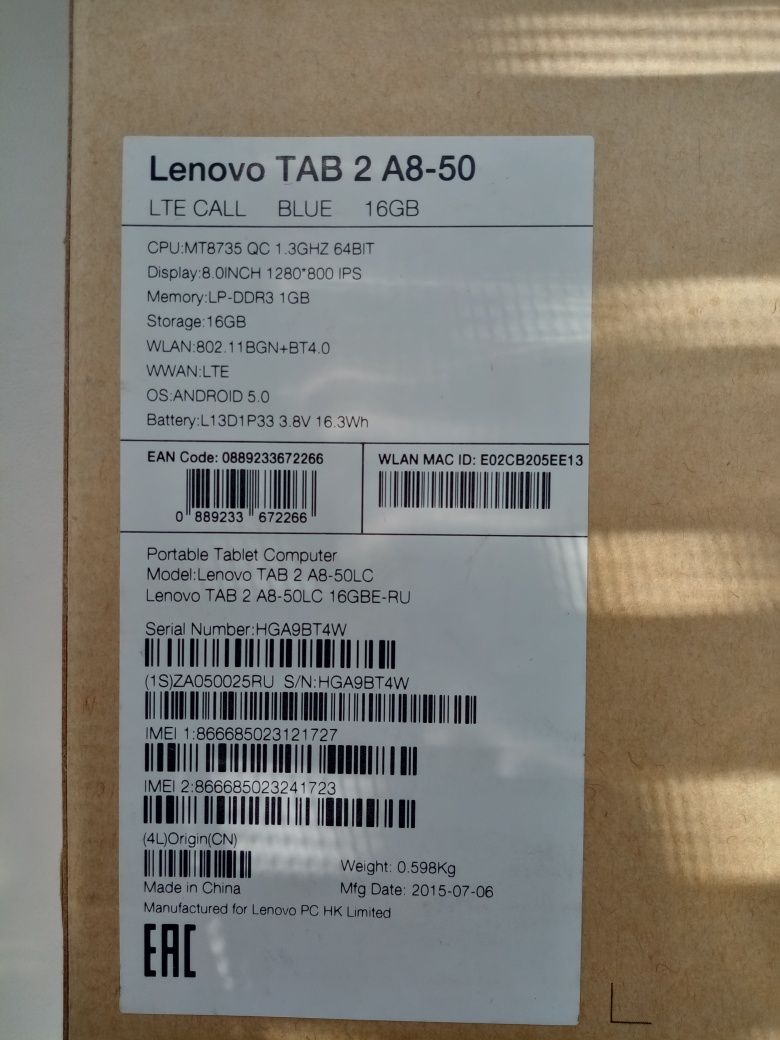 Lenovo TAB 2 A8-50
LTE CALL BLUE 16GB
CPU:MT8735 QC 1.3GHZ 64BIT
Display:8.0INCH 1280*800 IPS
Memory:LP-DDR3 1GB
Storage:16GB
WLAN:802.11BGN+BT4.0
WWAN:LTE
OS:ANDROID 5.0
Battery:L13D1P33 3.8V 16.3Wh
EAN Code: 0889233672266
0 889233 672266
WLAN MAC ID: E02CB205EE13
Portable Tablet Computer
Model:Lenovo TAB 2 A8-50LC
Lenovo TAB 2 A8-50LC 16GBE-RU
Serial Number:HGA9BT4W
(1S)ZA050025RU S/N:HGA9BT4W
IMEI 1:866685023121727
IMEI 2:866685023241723
(4L)Origin(CN)
Weight: 0.598Kg
Made in China
Mfg Date: 2015-07-06
Manufactured for Lenovo PC HK Limited
EAC